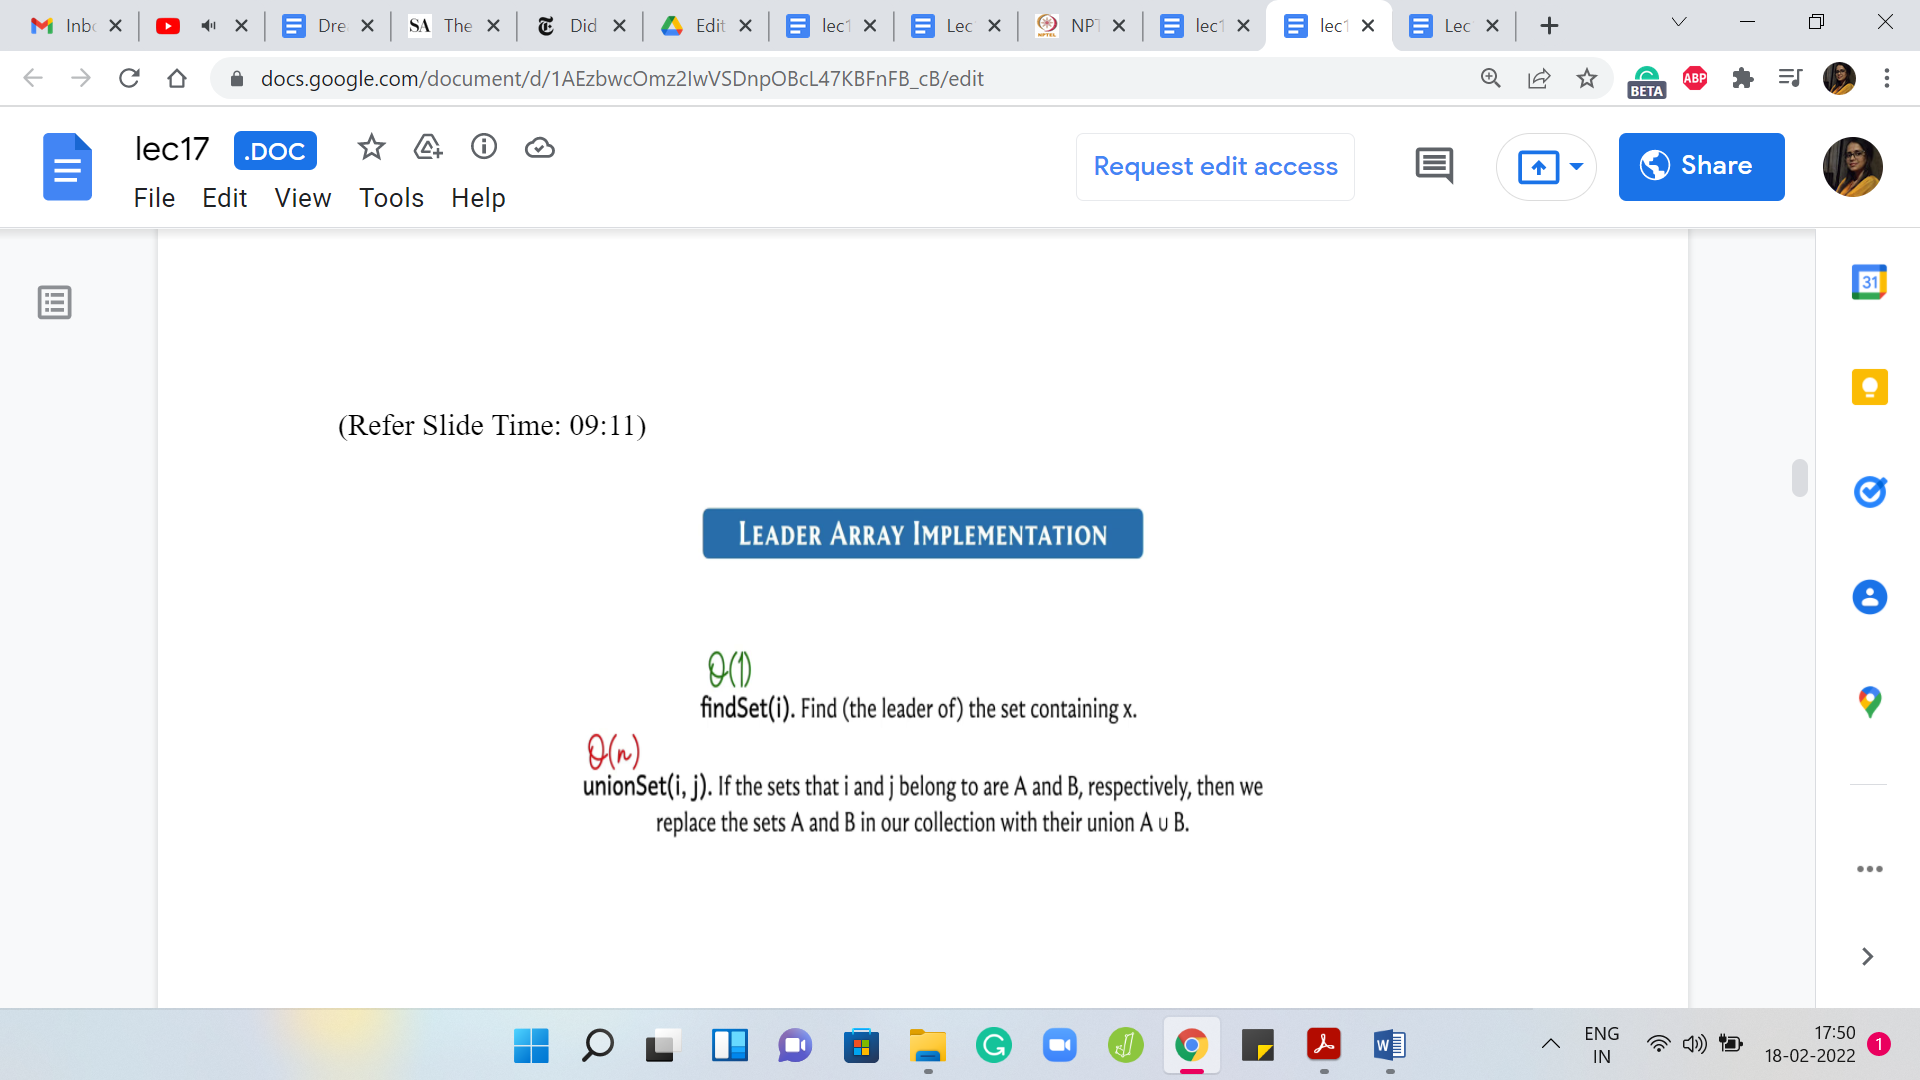 Inbc
Dre
SA The
Did
Edit
lec1
Lec
NPT
lec1
lec1
Lec
docs.google.com/document/d/1AEzbwcOmz2IwVSDnpOBcL47KBFnFB_cB/edit
ABP
BETA
lec17 .DOC
Request edit access
Share
File Edit View Tools Help
31
(Refer Slide Time: 09:11)
LEADER ARRAY IMPLEMENTATION
θ(1)
findSet(i). Find (the leader of) the set containing x.
θ(n)
unionSet(i, j). If the sets that i and j belong to are A and B, respectively, then we
replace the sets A and B in our collection with their union A ∪ B.
ENG
IN
17:50
18-02-2022
1